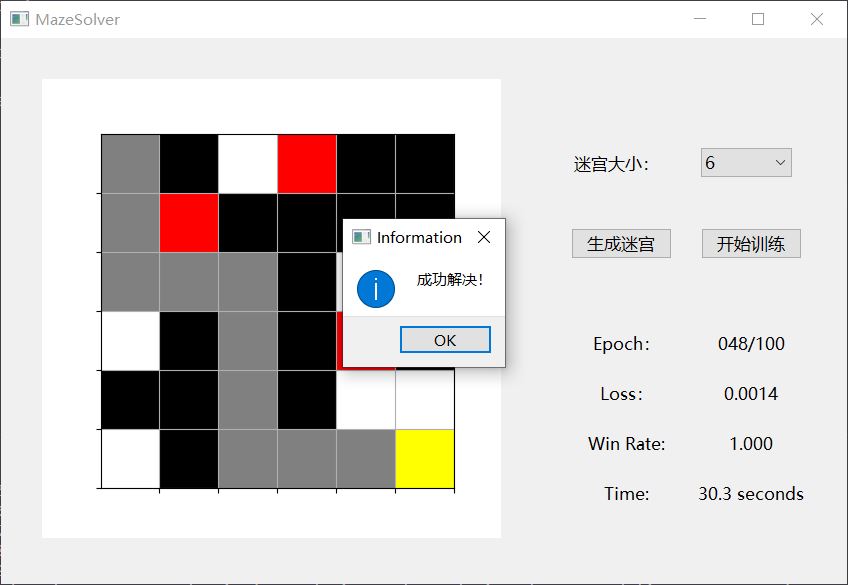 MazeSolver
迷宫大小：
6
生成迷宫
开始训练
Information
成功解决！
OK
Epoch：
048/100
Loss：
0.0014
Win Rate:
1.000
Time:
30.3 seconds